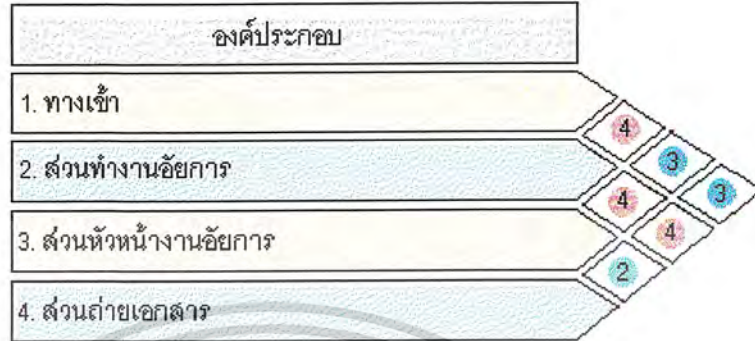 องค์ประกอบ
1. ทางเข้า
4
3
2. ส่วนทำงานอัยการ
4
3
4
3. ส่วนหัวหน้างานอัยการ
2
4. ส่วนถ่ายเอกสาร